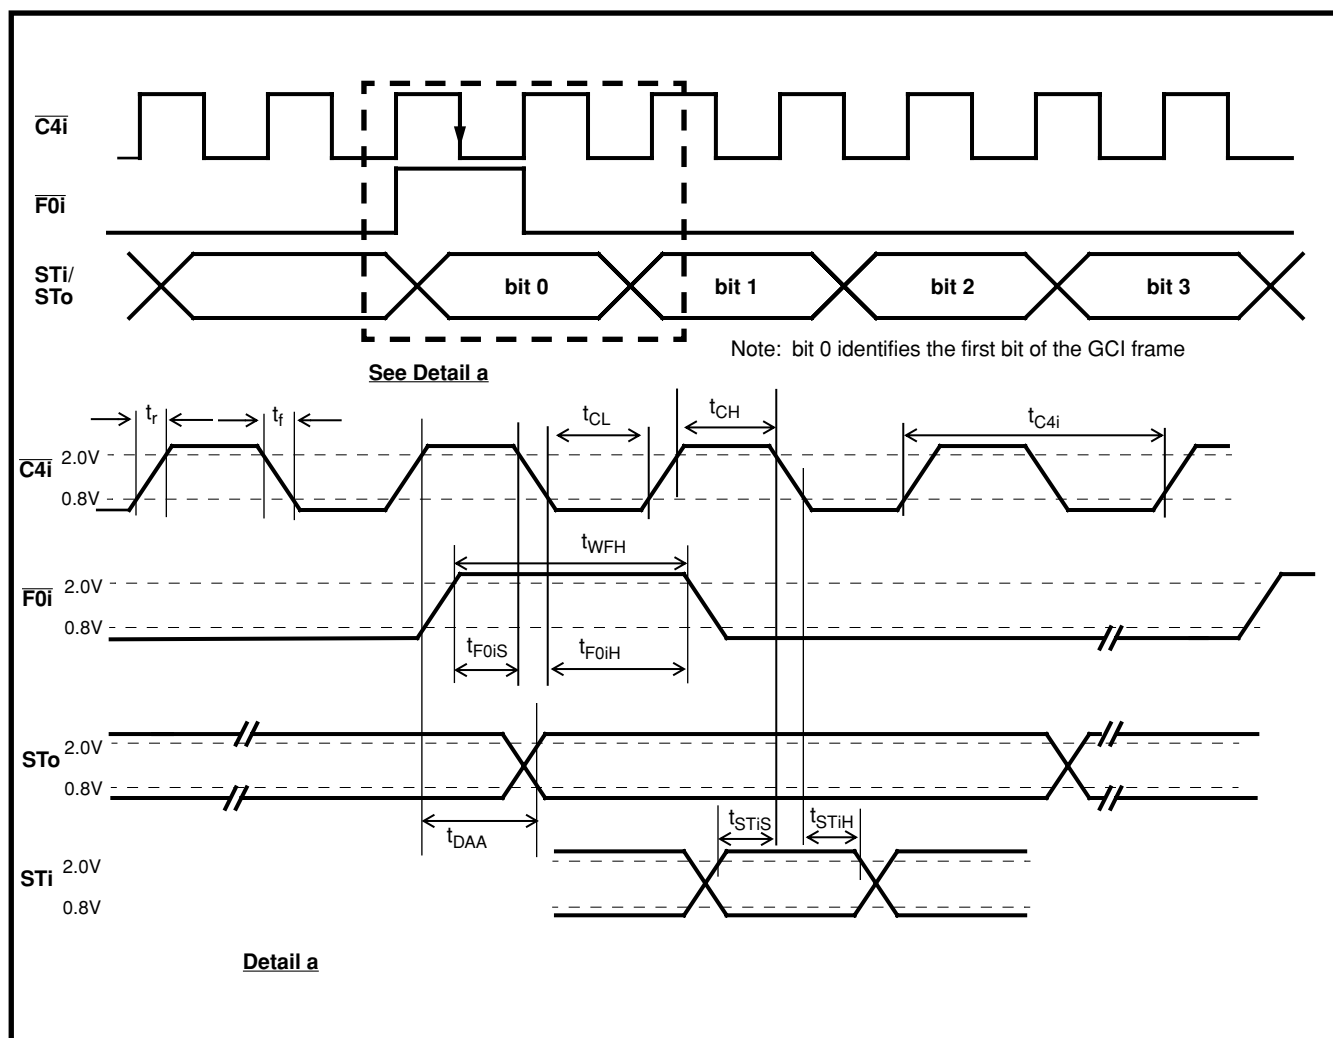 C4i
F0i
STi/
STo
bit 0 bit 1 bit 2 bit 3
Note: bit 0 identifies the first bit of the GCI frame
See Detail a
tr tf tCL tCH tC4i
C4i 2.0V
0.8V
tWFH
F0i 2.0V
0.8V
tF0iS tF0iH
STo 2.0V
0.8V
tDAA tSTiS tSTiH
STi 2.0V
0.8V
Detail a